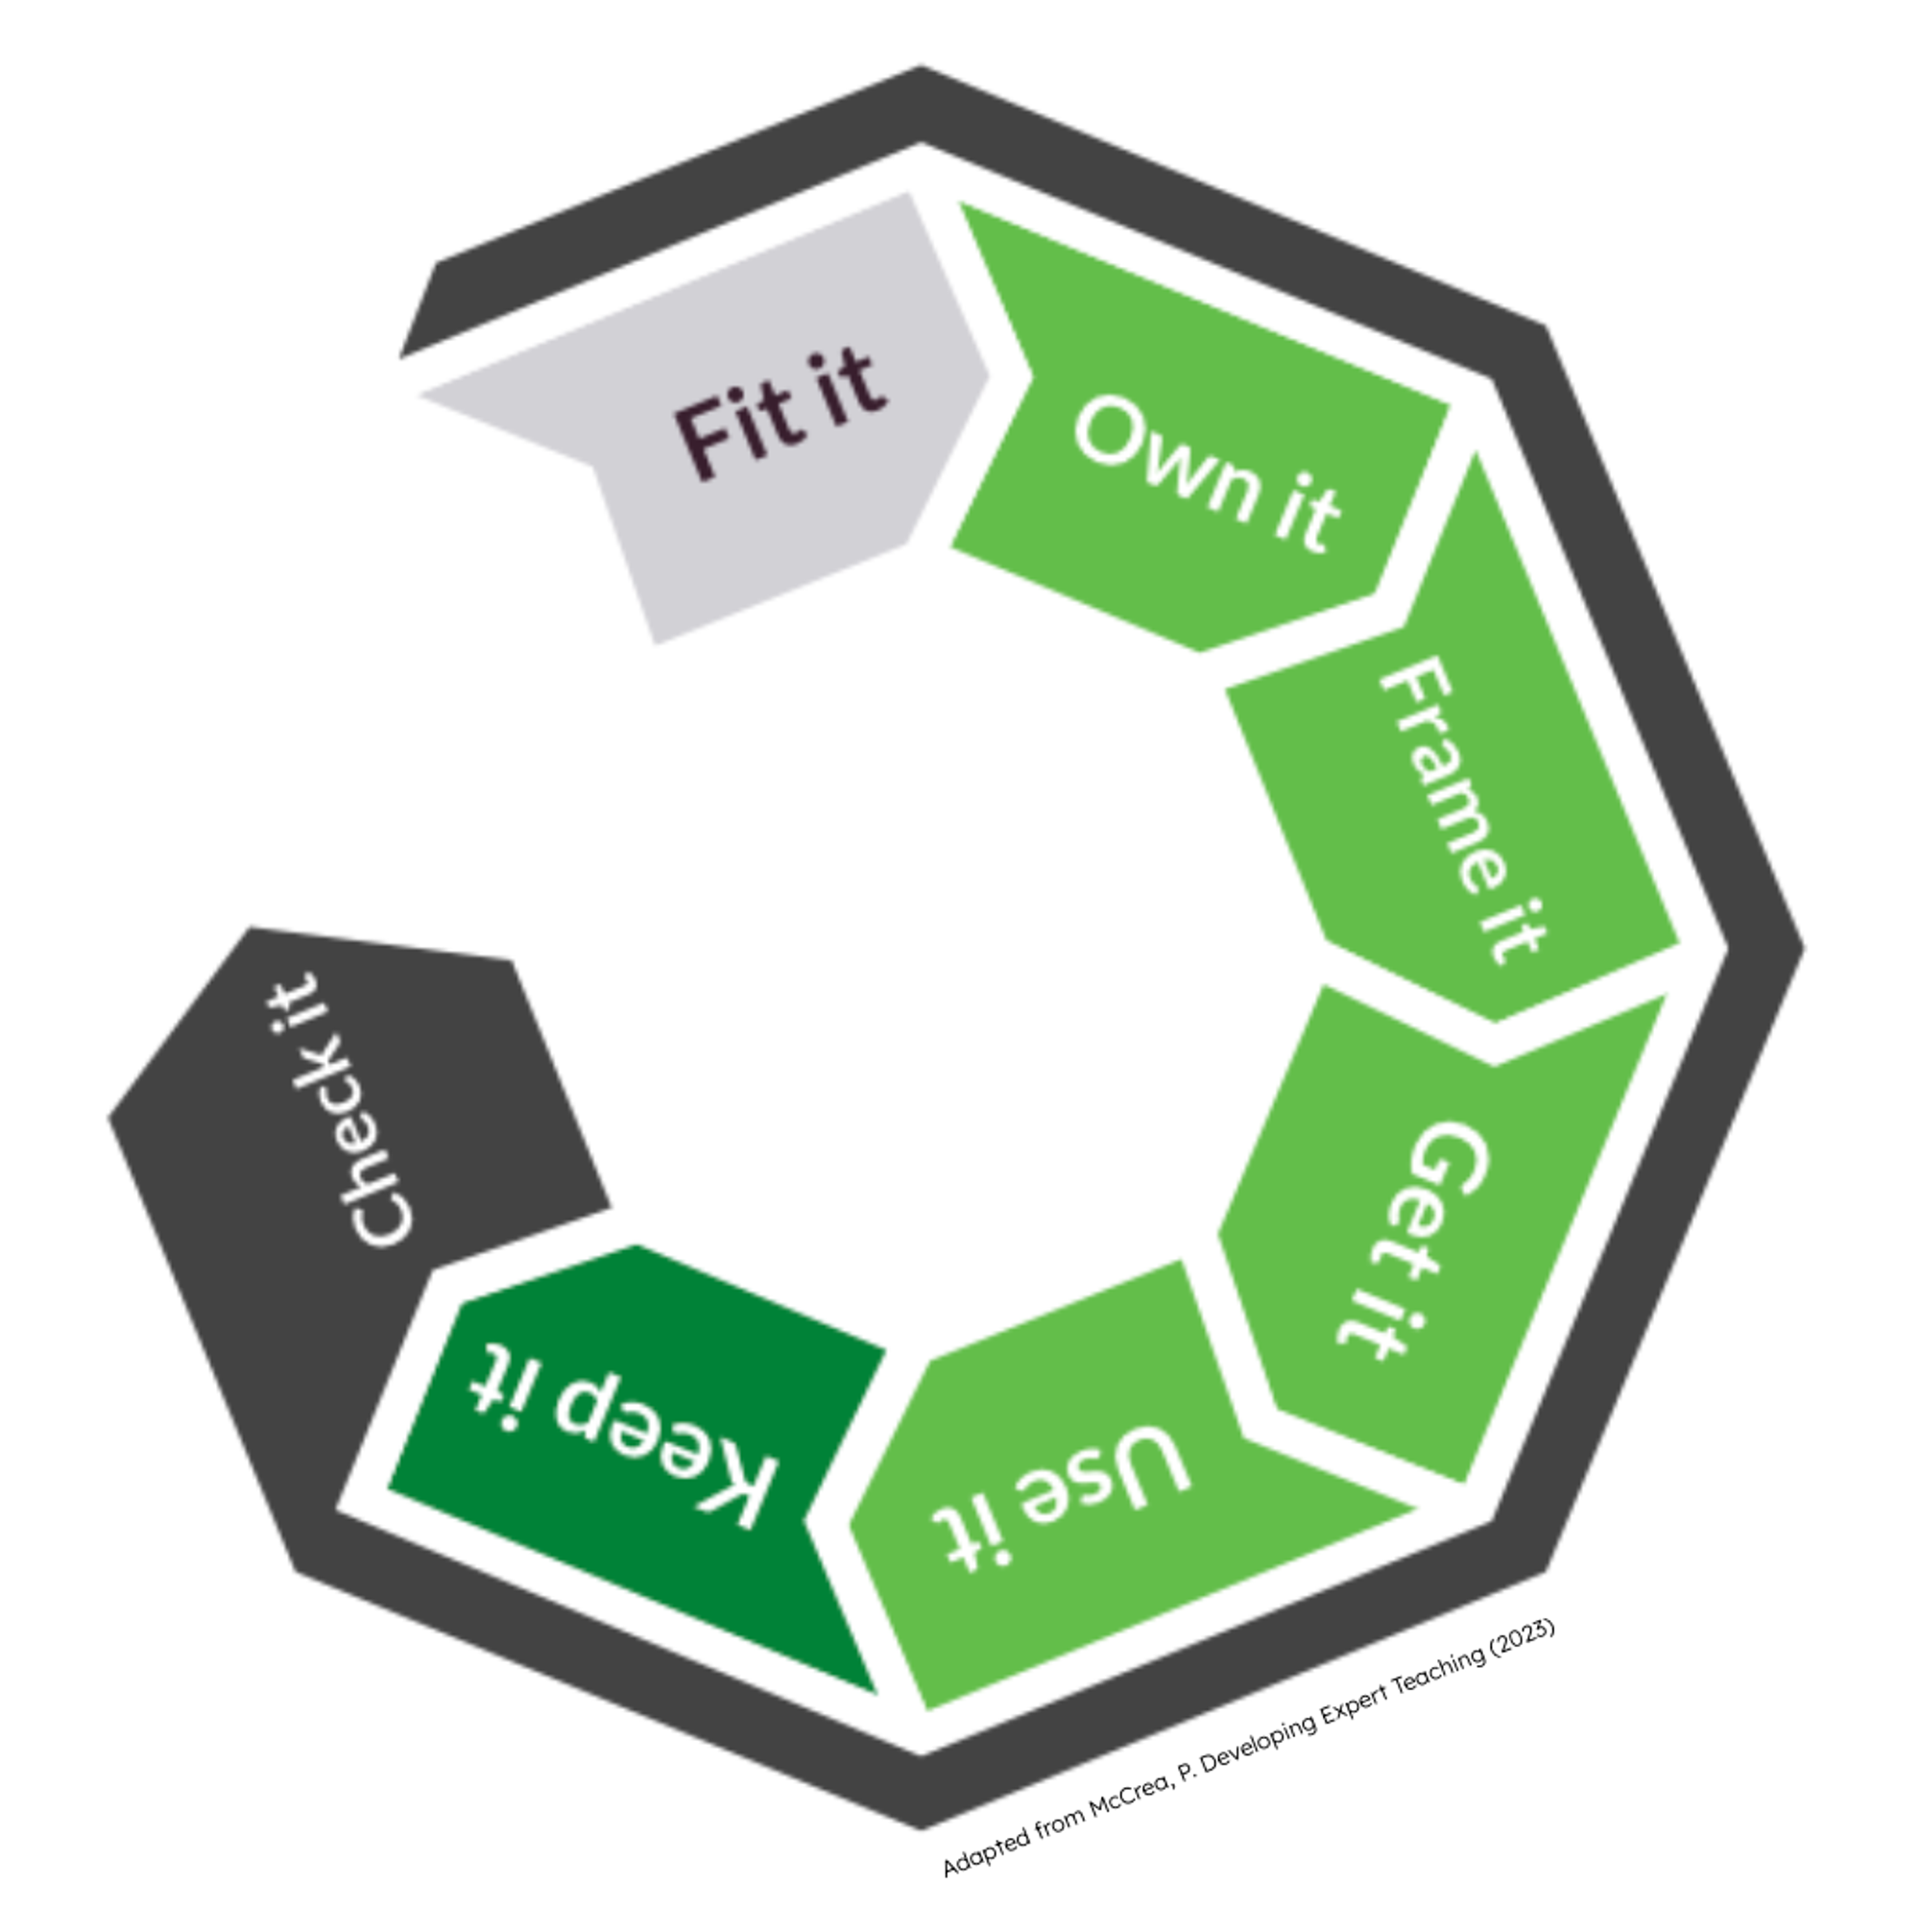 Fit it
Own it
Frame it
Get it
Use it
Keep it
Check it
Adapted from McCrea, P. Developing Expert Teaching (2023)